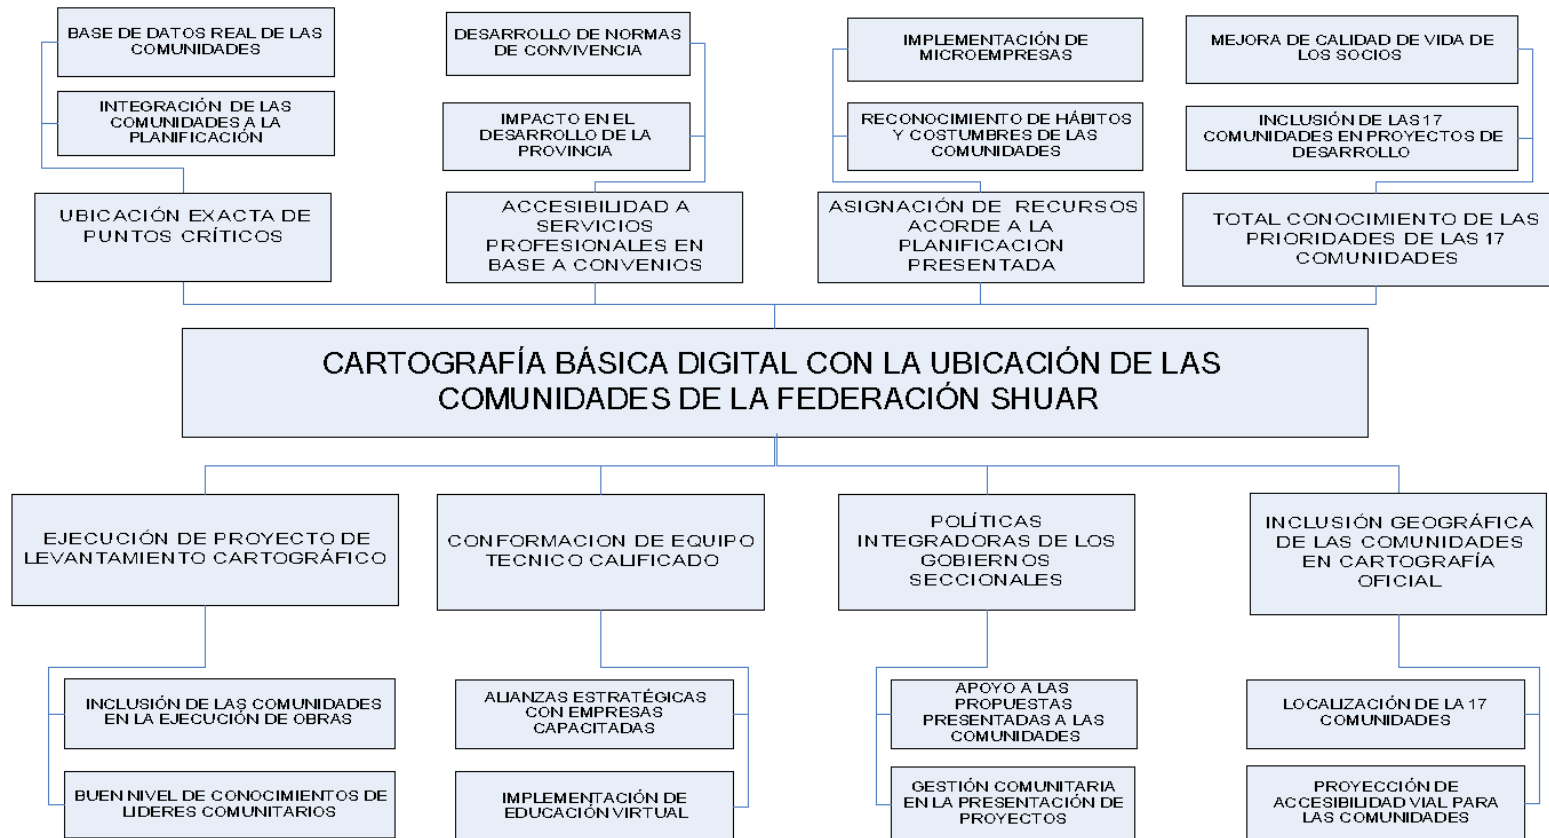 BASE DE DATOS REAL DE LAS
COMUNIDADES
DESARROLLO DE NORMAS
DE CONVIVENCIA
IMPLEMENTACIÓN DE
MICROEMPRESAS
MEJORA DE CALIDAD DE VIDA DE
LOS SOCIOS
INTEGRACIÓN DE LAS
COMUNIDADES A LA
PLANIFICACIÓN
IMPACTO EN EL
DESARROLLO DE LA
PROVINCIA
RECONOCIMIENTO DE HÁBITOS
Y COSTUMBRES DE LAS
COMUNIDADES
INCLUSIÓN DE LAS 17
COMUNIDADES EN PROYECTOS DE
DESARROLLO
UBICACIÓN EXACTA DE
PUNTOS CRÍTICOS
ACCESIBILIDAD A
SERVICIOS
PROFESIONALES EN
BASE A CONVENIOS
ASIGNACIÓN DE RECURSOS
ACORDE A LA
PLANIFICACION
PRESENTADA
TOTAL CONOCIMIENTO DE LAS
PRIORIDADES DE LAS 17
COMUNIDADES
CARTOGRAFÍA BÁSICA DIGITAL CON LA UBICACIÓN DE LAS
COMUNIDADES DE LA FEDERACIÓN SHUAR
EJECUCIÓN DE PROYECTO DE
LEVANTAMIENTO CARTOGRÁFICO
CONFORMACION DE EQUIPO
TECNICO CALIFICADO
POLÍTICAS
INTEGRADORAS DE LOS
GOBIERNOS
SECCIONALES
INCLUSIÓN GEOGRÁFICA
DE LAS COMUNIDADES
EN CARTOGRAFÍA
OFICIAL
INCLUSIÓN DE LAS COMUNIDADES
EN LA EJECUCIÓN DE OBRAS
ALIANZAS ESTRATÉGICAS
CON EMPRESAS
CAPACITADAS
APOYO A LAS
PROPUESTAS
PRESENTADAS A LAS
COMUNIDADES
LOCALIZACIÓN DE LA 17
COMUNIDADES
BUEN NIVEL DE CONOCIMIENTOS DE
LIDERES COMUNITARIOS
IMPLEMENTACIÓN DE
EDUCACIÓN VIRTUAL
GESTIÓN COMUNITARIA
EN LA PRESENTACIÓN DE
PROYECTOS
PROYECCIÓN DE
ACCESIBILIDAD VIAL PARA
LAS COMUNIDADES